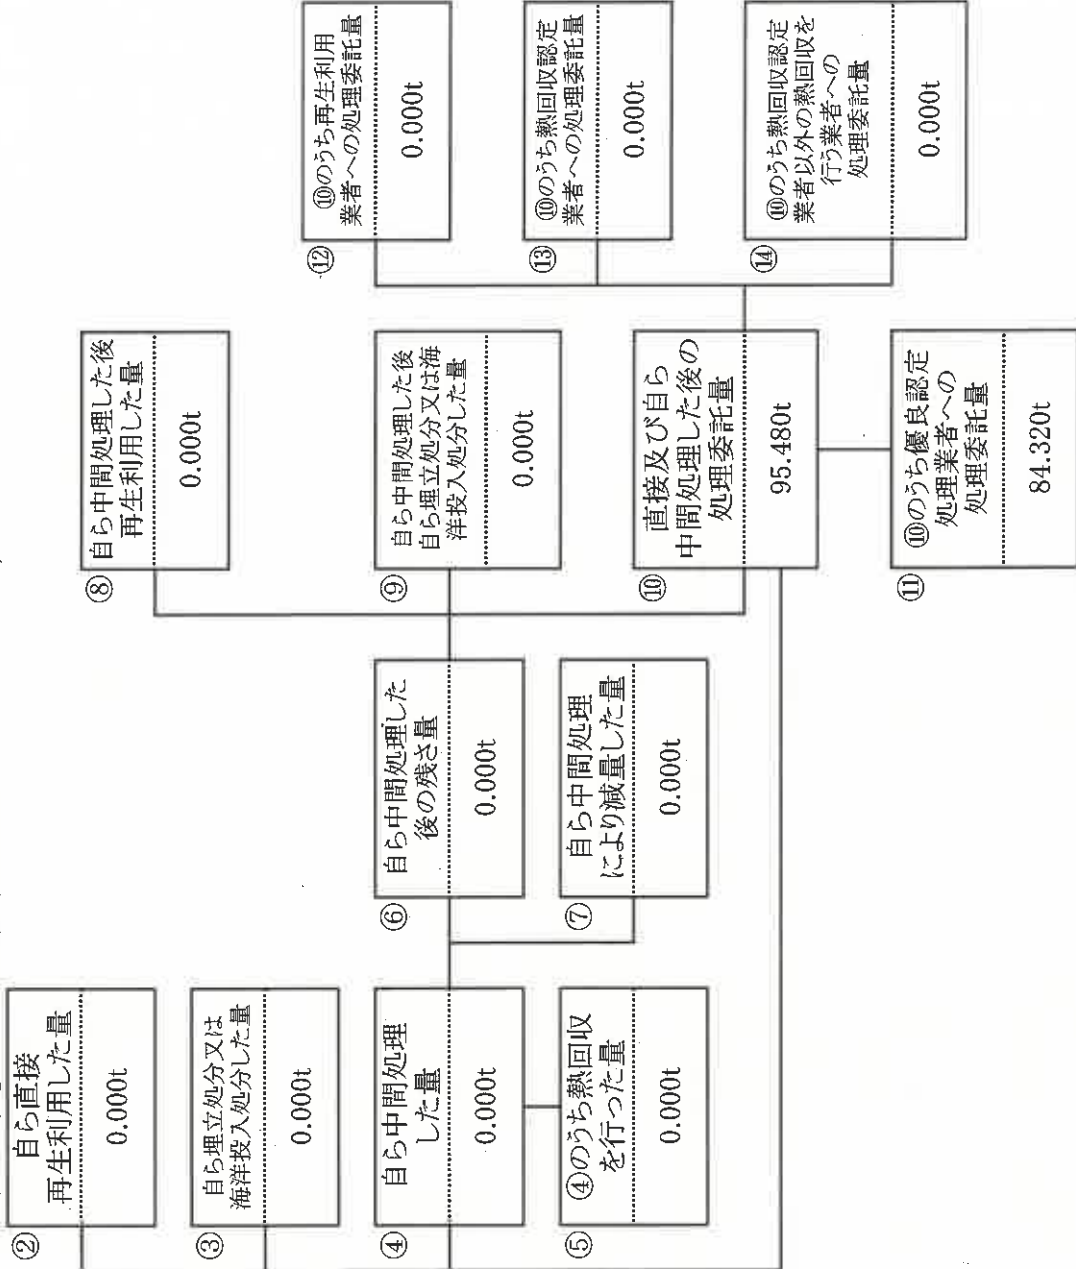 ②
自ら直接
再生利用した量
0.000t
③
自ら埋立処分又は
海洋投入処分した量
0.000t
④
自ら中間処理
した量
0.000t
⑤
④のうち熱回収
を行った量
0.000t
⑥
自ら中間処理した
後の残さ量
0.000t
⑦
自ら中間処理
により減量した量
0.000t
⑧
自ら中間処理した後
再生利用した量
0.000t
⑨
自ら中間処理した後
自ら埋立処分又は海
洋投入処分した量
0.000t
⑩
直接及び自ら
中間処理した後の
処理委託量
95.480t
⑪
⑩のうち優良認定
処理業者への
処理委託量
84.320t
⑫
⑩のうち再生利用
業者への処理委託量
0.000t
⑬
⑩のうち熱回収認定
業者への処理委託量
0.000t
⑭
⑩のうち熱回収認定
業者以外の熱回収を
行う業者への
処理委託量
0.000t